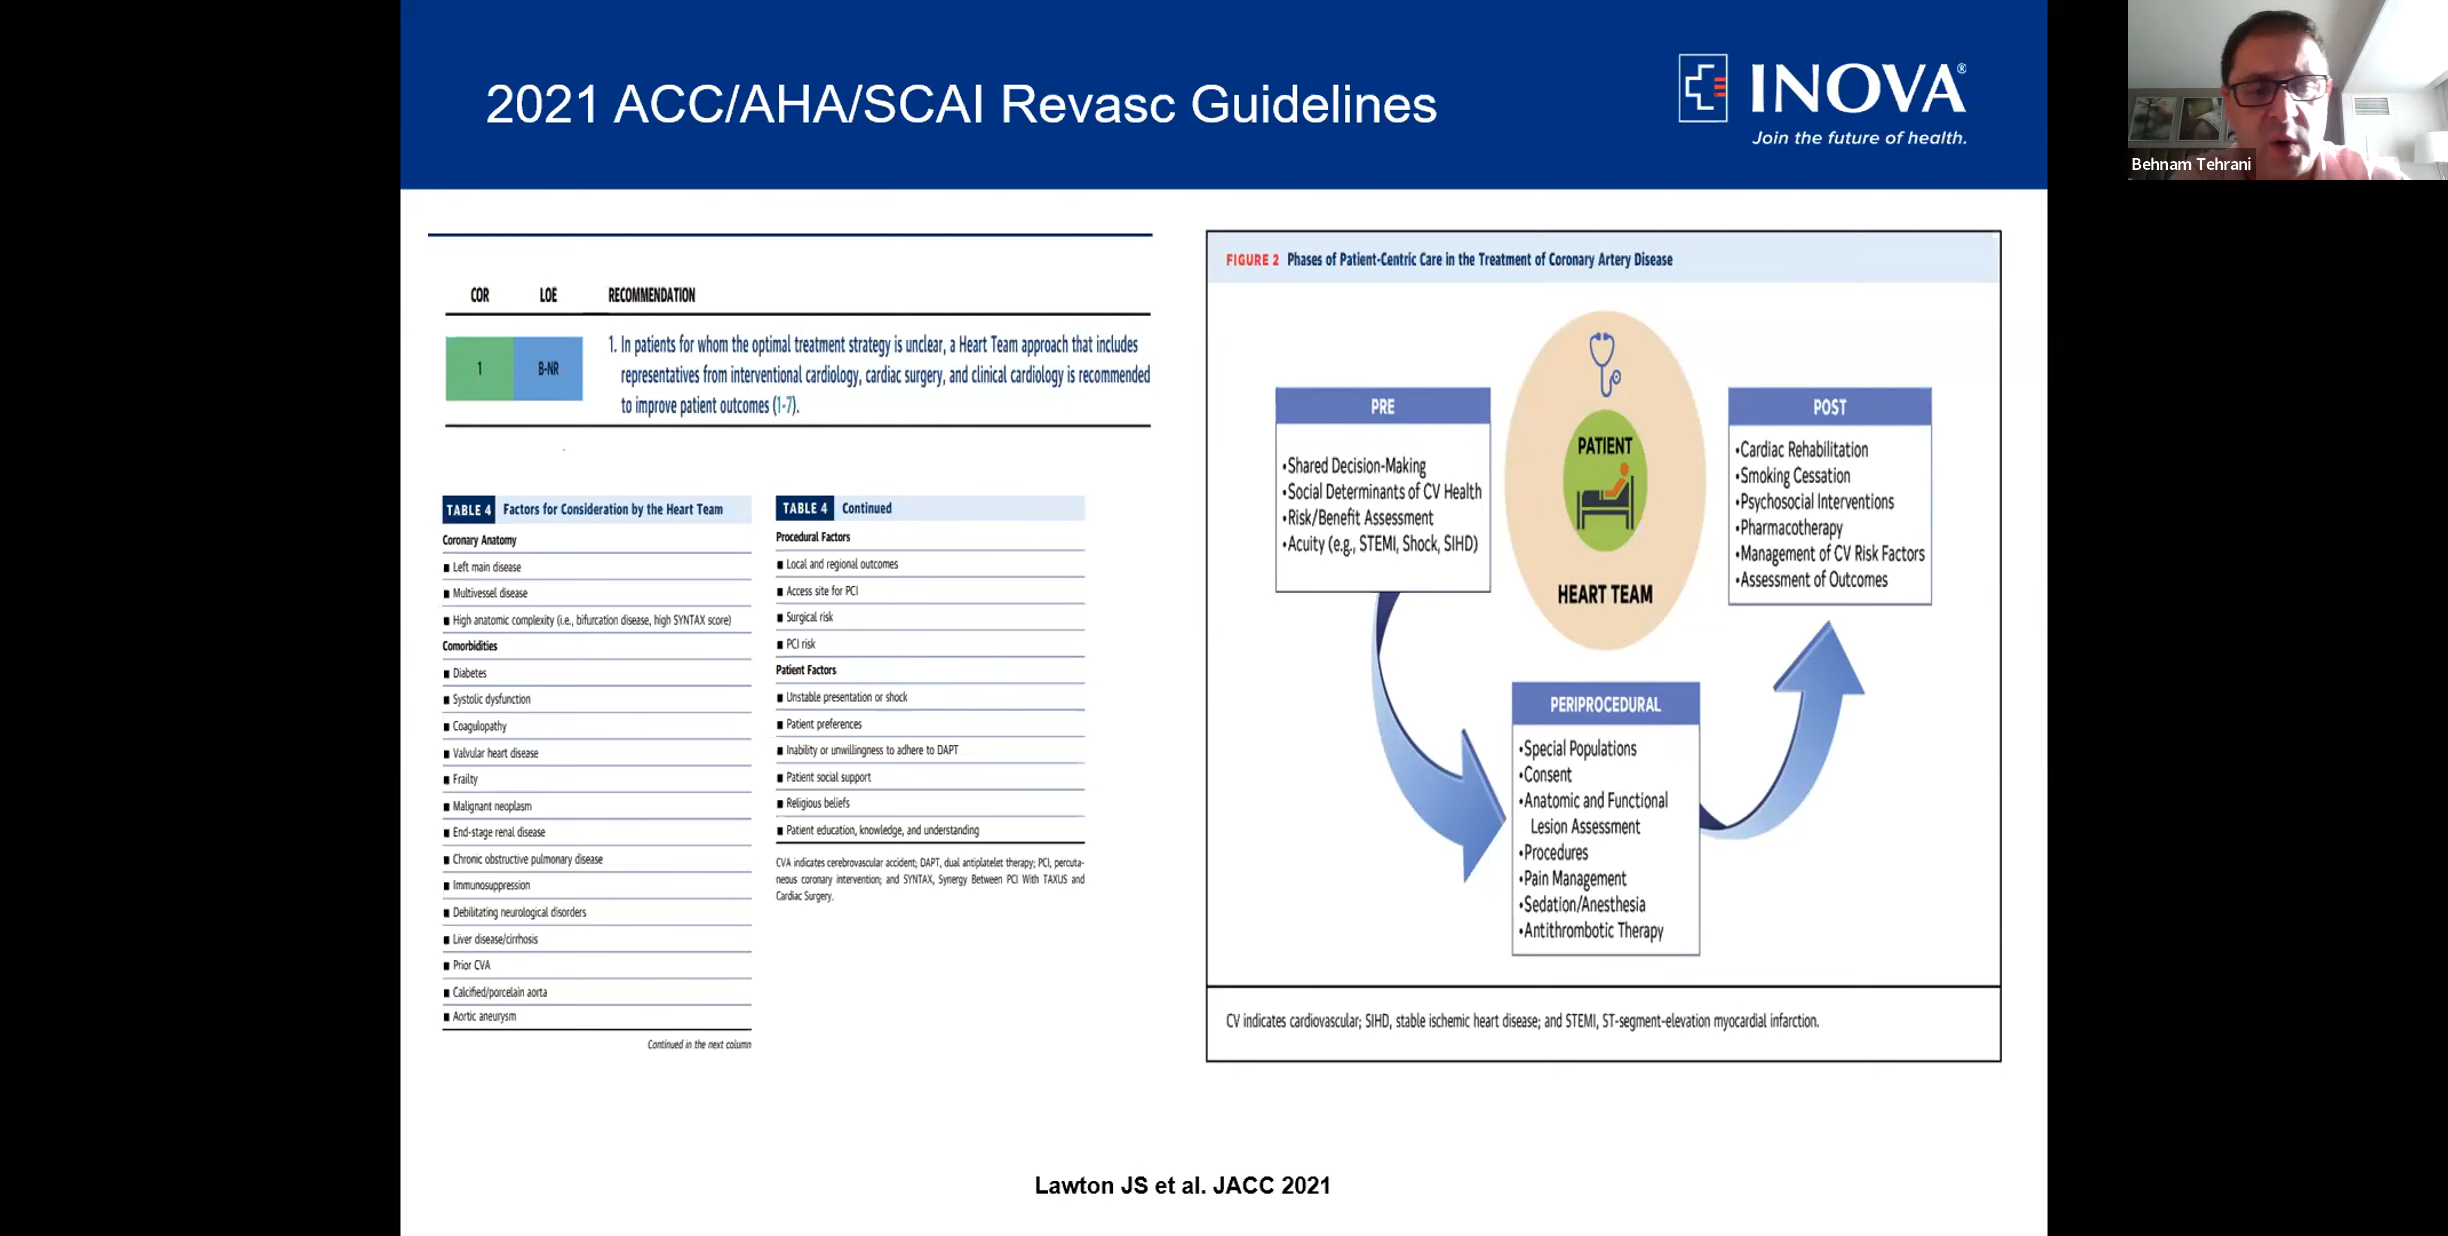 2021 ACC/AHA/SCAI Revasc Guidelines
INOVA®
Join the future of health.
Behnam Tehrani
COR LOE RECOMMENDATION
1 B-NR
1. In patients for whom the optimal treatment strategy is unclear, a Heart Team approach that includes
representatives from interventional cardiology, cardiac surgery, and clinical cardiology is recommended
to improve patient outcomes (1-7).
TABLE 4 Factors for Consideration by the Heart Team
Coronary Anatomy
■ Left main disease
■ Multivessel disease
■ High anatomic complexity (i.e., bifurcation disease, high SYNTAX score)
Comorbidities
■ Diabetes
■ Systolic dysfunction
■ Coagulopathy
■ Valvular heart disease
■ Frailty
■ Malignant neoplasm
■ End-stage renal disease
■ Chronic obstructive pulmonary disease
■ Immunosuppression
■ Debilitating neurological disorders
■ Liver disease/cirrhosis
■ Prior CVA
■ Calcified/porcelain aorta
■ Aortic aneurysm
Continued in the next column
TABLE 4 Continued
Procedural Factors
■ Local and regional outcomes
■ Access site for PCI
■ Surgical risk
■ PCI risk
Patient Factors
■ Unstable presentation or shock
■ Patient preferences
■ Inability or unwillingness to adhere to DAPT
■ Patient social support
■ Religious beliefs
■ Patient education, knowledge, and understanding
CVA indicates cerebrovascular accident; DAPT, dual antiplatelet therapy; PCI, percuta-
neous coronary intervention; and SYNTAX, Synergy Between PCI With TAXUS and
Cardiac Surgery.
FIGURE 2 Phases of Patient-Centric Care in the Treatment of Coronary Artery Disease
PRE
•Shared Decision-Making
•Social Determinants of CV Health
•Risk/Benefit Assessment
•Acuity (e.g., STEMI, Shock, SIHD)
PATIENT
HEART TEAM
POST
•Cardiac Rehabilitation
•Smoking Cessation
•Psychosocial Interventions
•Pharmacotherapy
•Management of CV Risk Factors
•Assessment of Outcomes
PERIPROCEDURAL
•Special Populations
•Consent
•Anatomic and Functional
Lesion Assessment
•Procedures
•Pain Management
•Sedation/Anesthesia
•Antithrombotic Therapy
CV indicates cardiovascular; SIHD, stable ischemic heart disease; and STEMI, ST-segment-elevation myocardial infarction.
Lawton JS et al. JACC 2021